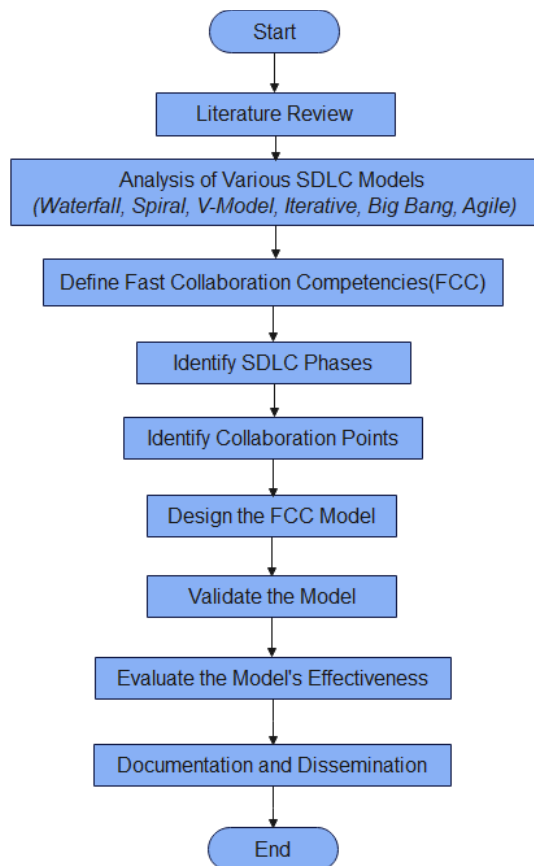 Start
Literature Review
Analysis of Various SDLC Models
(Waterfall, Spiral, V-Model, Iterative, Big Bang, Agile)
Define Fast Collaboration Competencies(FCC)
Identify SDLC Phases
Identify Collaboration Points
Design the FCC Model
Validate the Model
Evaluate the Model's Effectiveness
Documentation and Dissemination
End